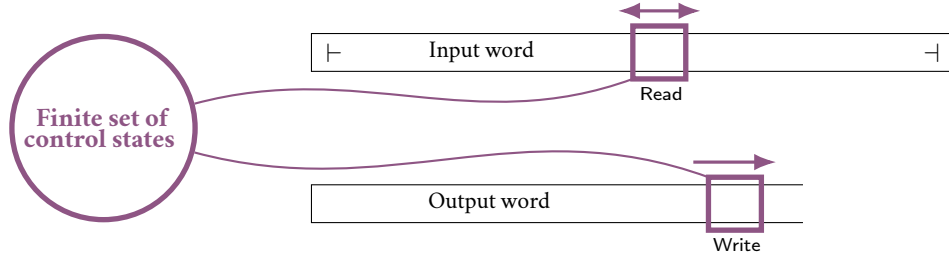 ⊢ Input word ⊣
Read
Finite set of
control states
Output word
Write